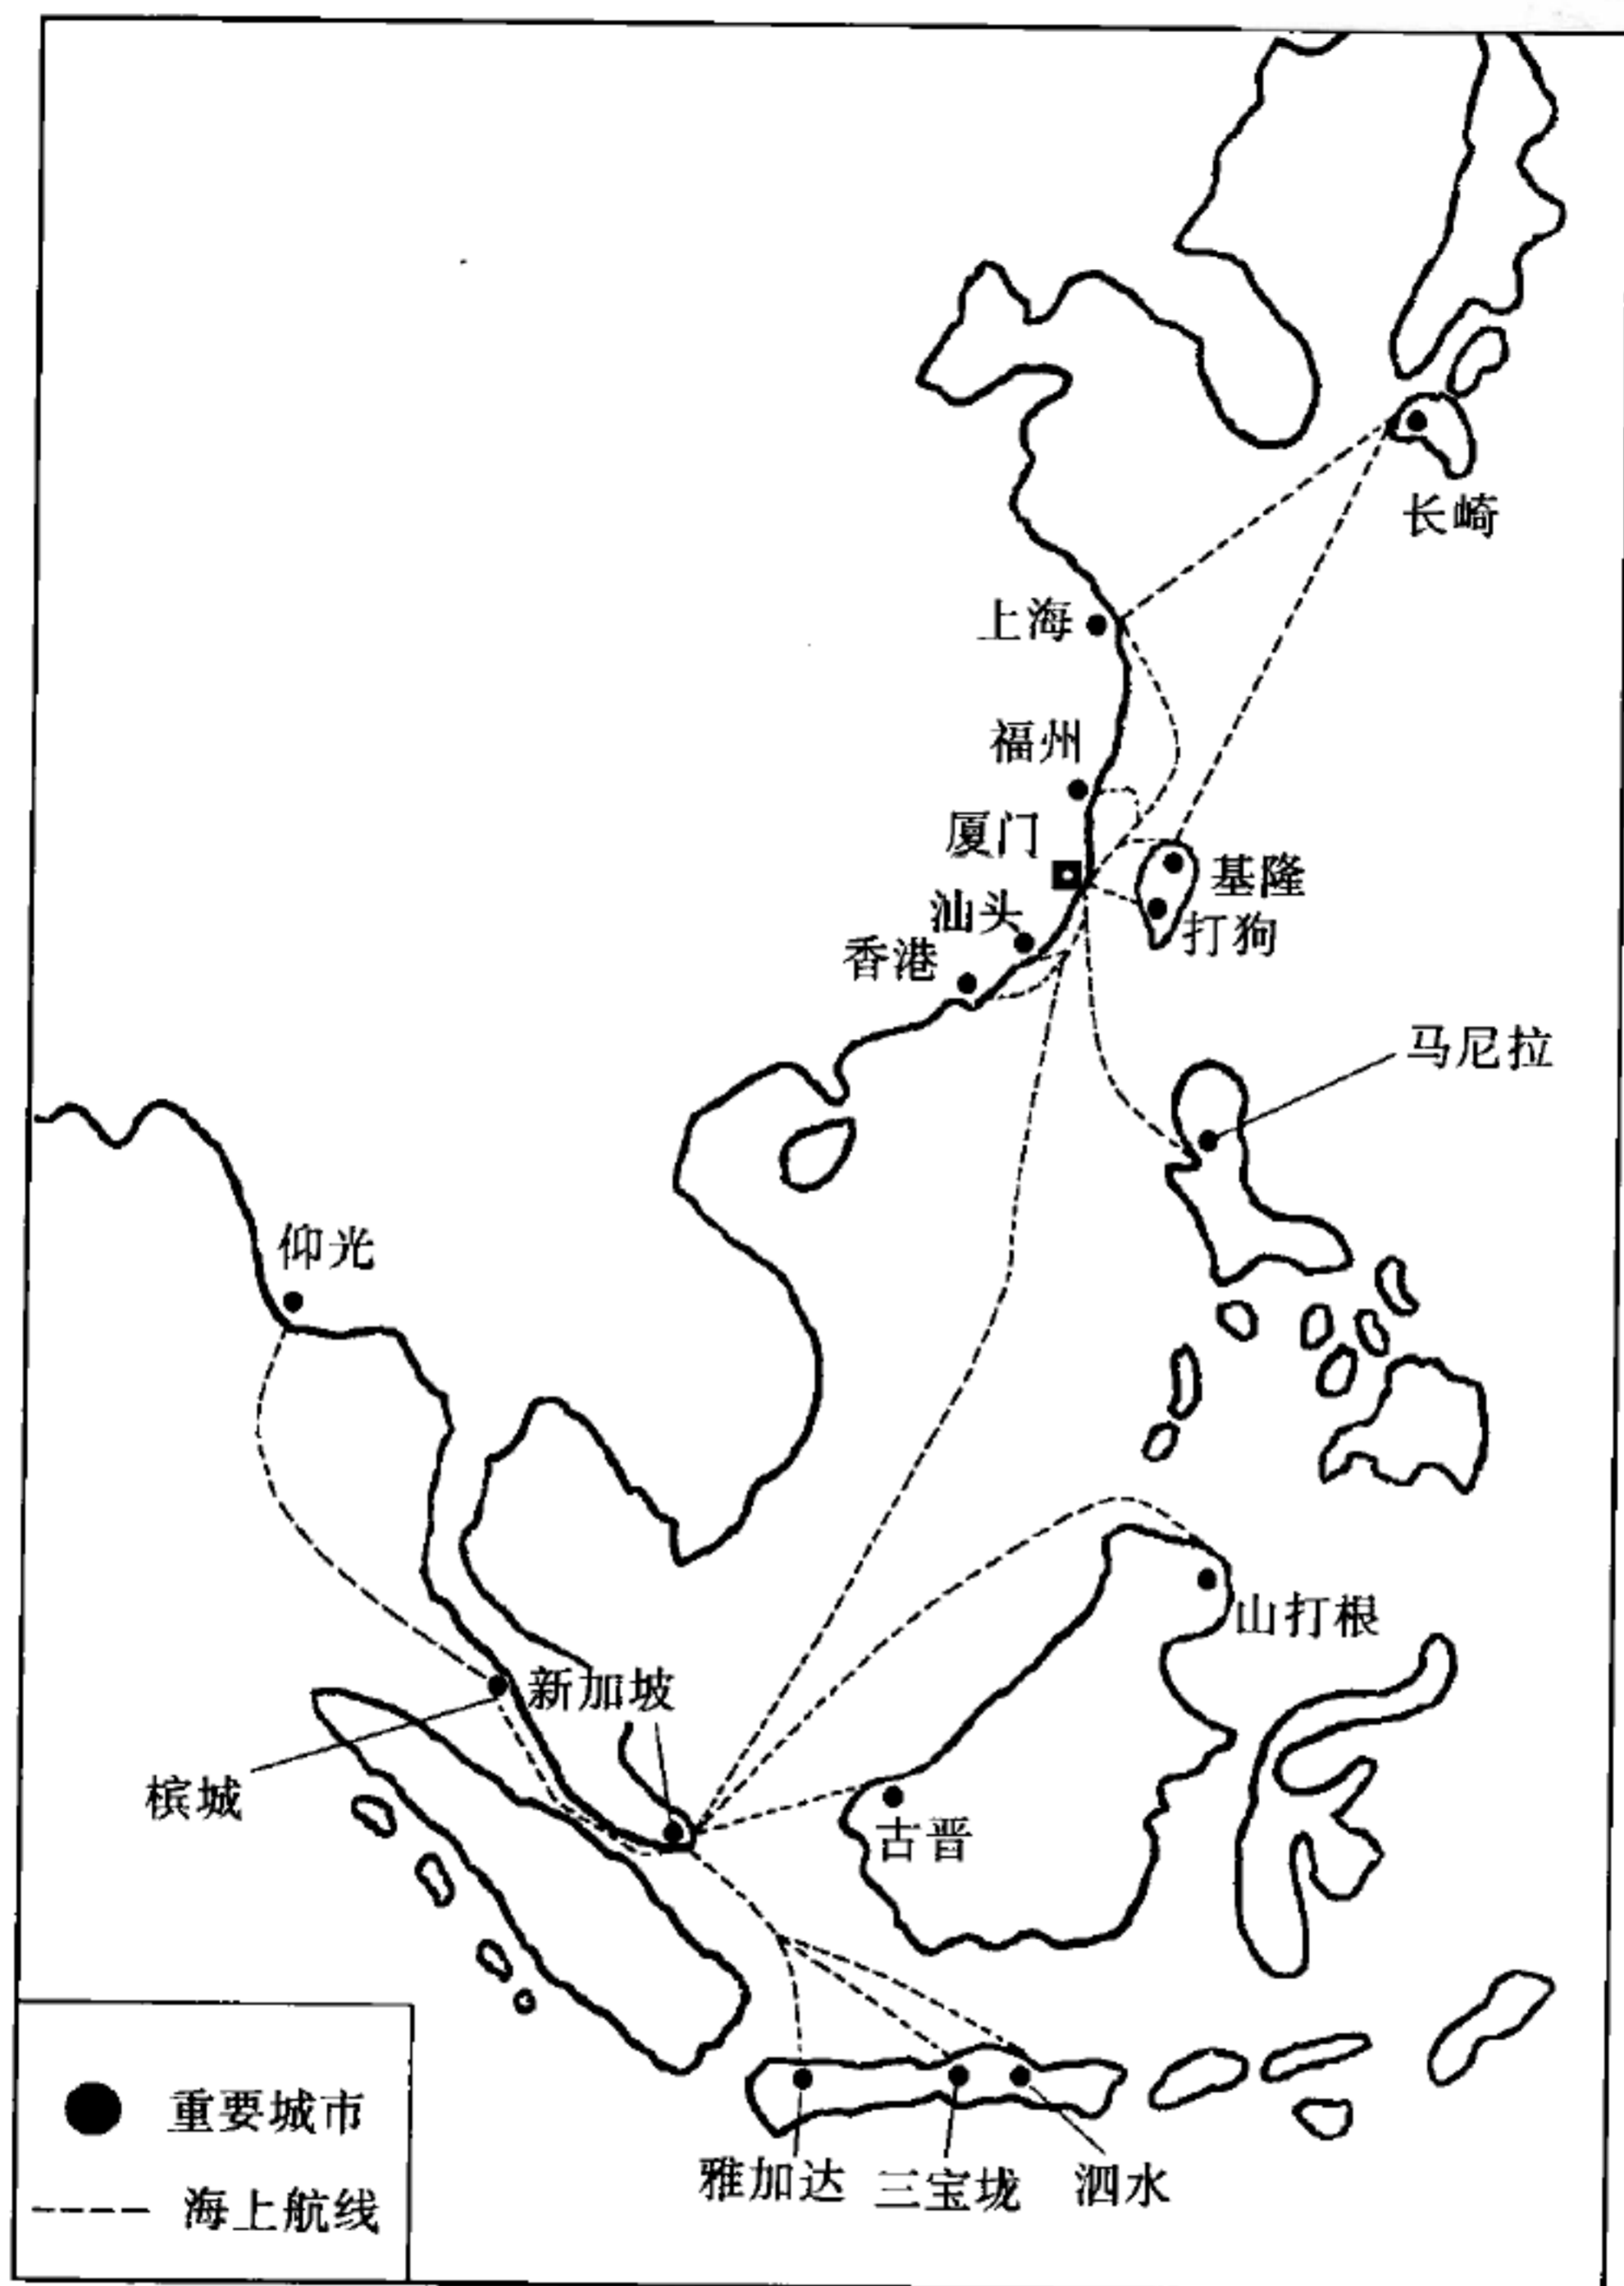 长崎
上海
福州
厦门
基隆
汕头
打狗
香港
马尼拉
仰光
山打根
新加坡
槟城
古晋
重要城市
雅加达
三宝垅
泗水
海上航线